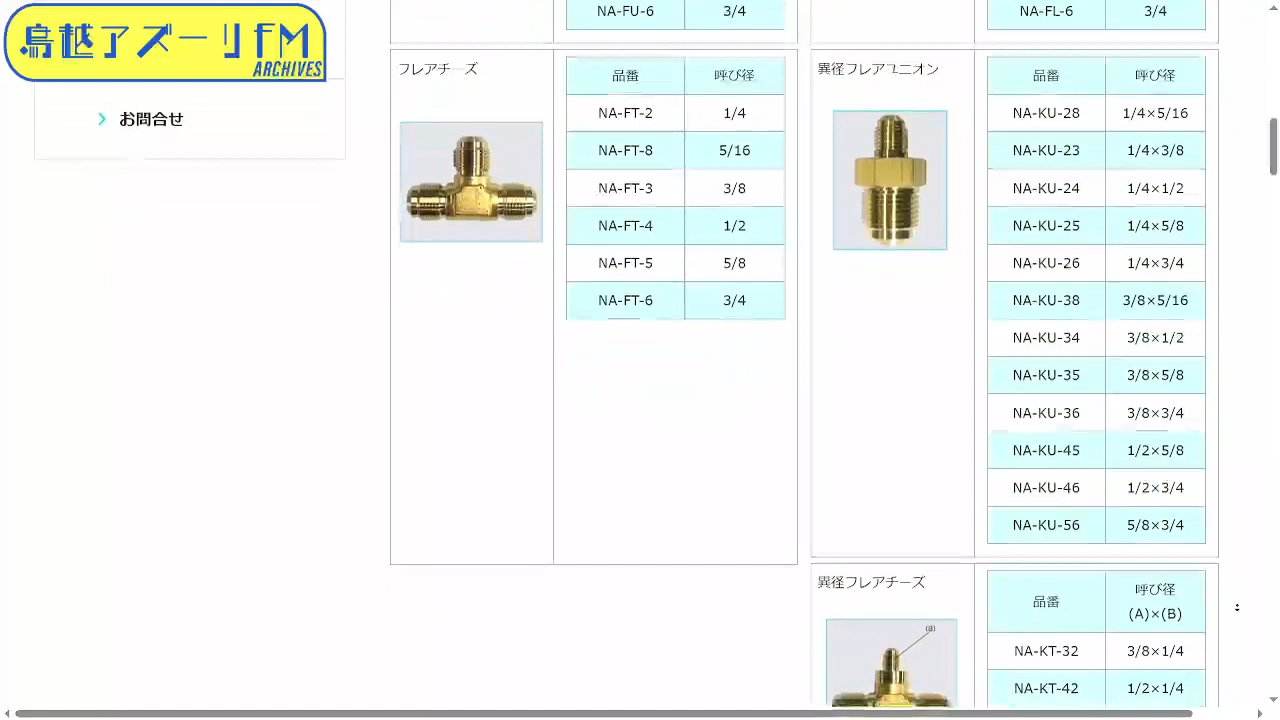 鳥越アズーリFM
ARCHIVES
お問合せ
NA-FU-6 3/4
フレアチーズ
品番 呼び径
NA-FT-2 1/4
NA-FT-8 5/16
NA-FT-3 3/8
NA-FT-4 1/2
NA-FT-5 5/8
NA-FT-6 3/4
NA-FL-6 3/4
異径フレアユニオン
品番 呼び径
NA-KU-28 1/4×5/16
NA-KU-23 1/4×3/8
NA-KU-24 1/4×1/2
NA-KU-25 1/4×5/8
NA-KU-26 1/4×3/4
NA-KU-38 3/8×5/16
NA-KU-34 3/8×1/2
NA-KU-35 3/8×5/8
NA-KU-36 3/8×3/4
NA-KU-45 1/2×5/8
NA-KU-46 1/2×3/4
NA-KU-56 5/8×3/4
異径フレアチーズ
(B)
品番 呼び径
(A)×(B)
NA-KT-32 3/8×1/4
NA-KT-42 1/2×1/4